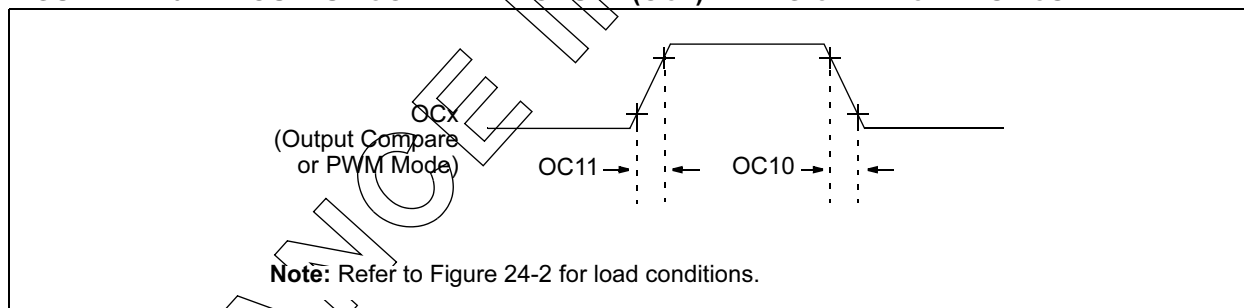 OCx
(Output Compare
or PWM Mode)
OC11
OC10
Note: Refer to Figure 24-2 for load conditions.